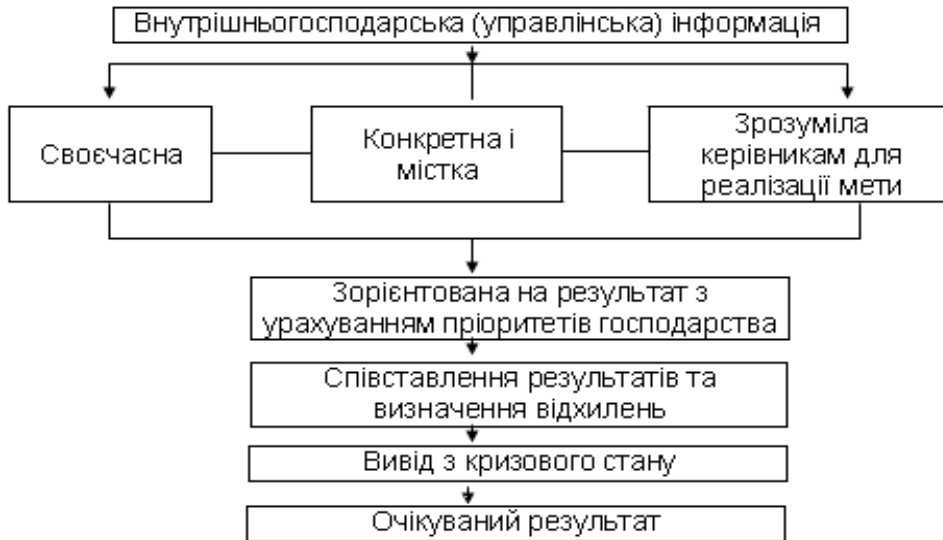 Внутрішньогосподарська (управлінська) інформація
Своєчасна
Конкретна і
містка
Зрозуміла
керівникам для
реалізації мети
Зорієнтована на результат з
урахуванням пріоритетів господарства
Співставлення результатів та
визначення відхилень
Вивід з кризового стану
Очікуваний результат